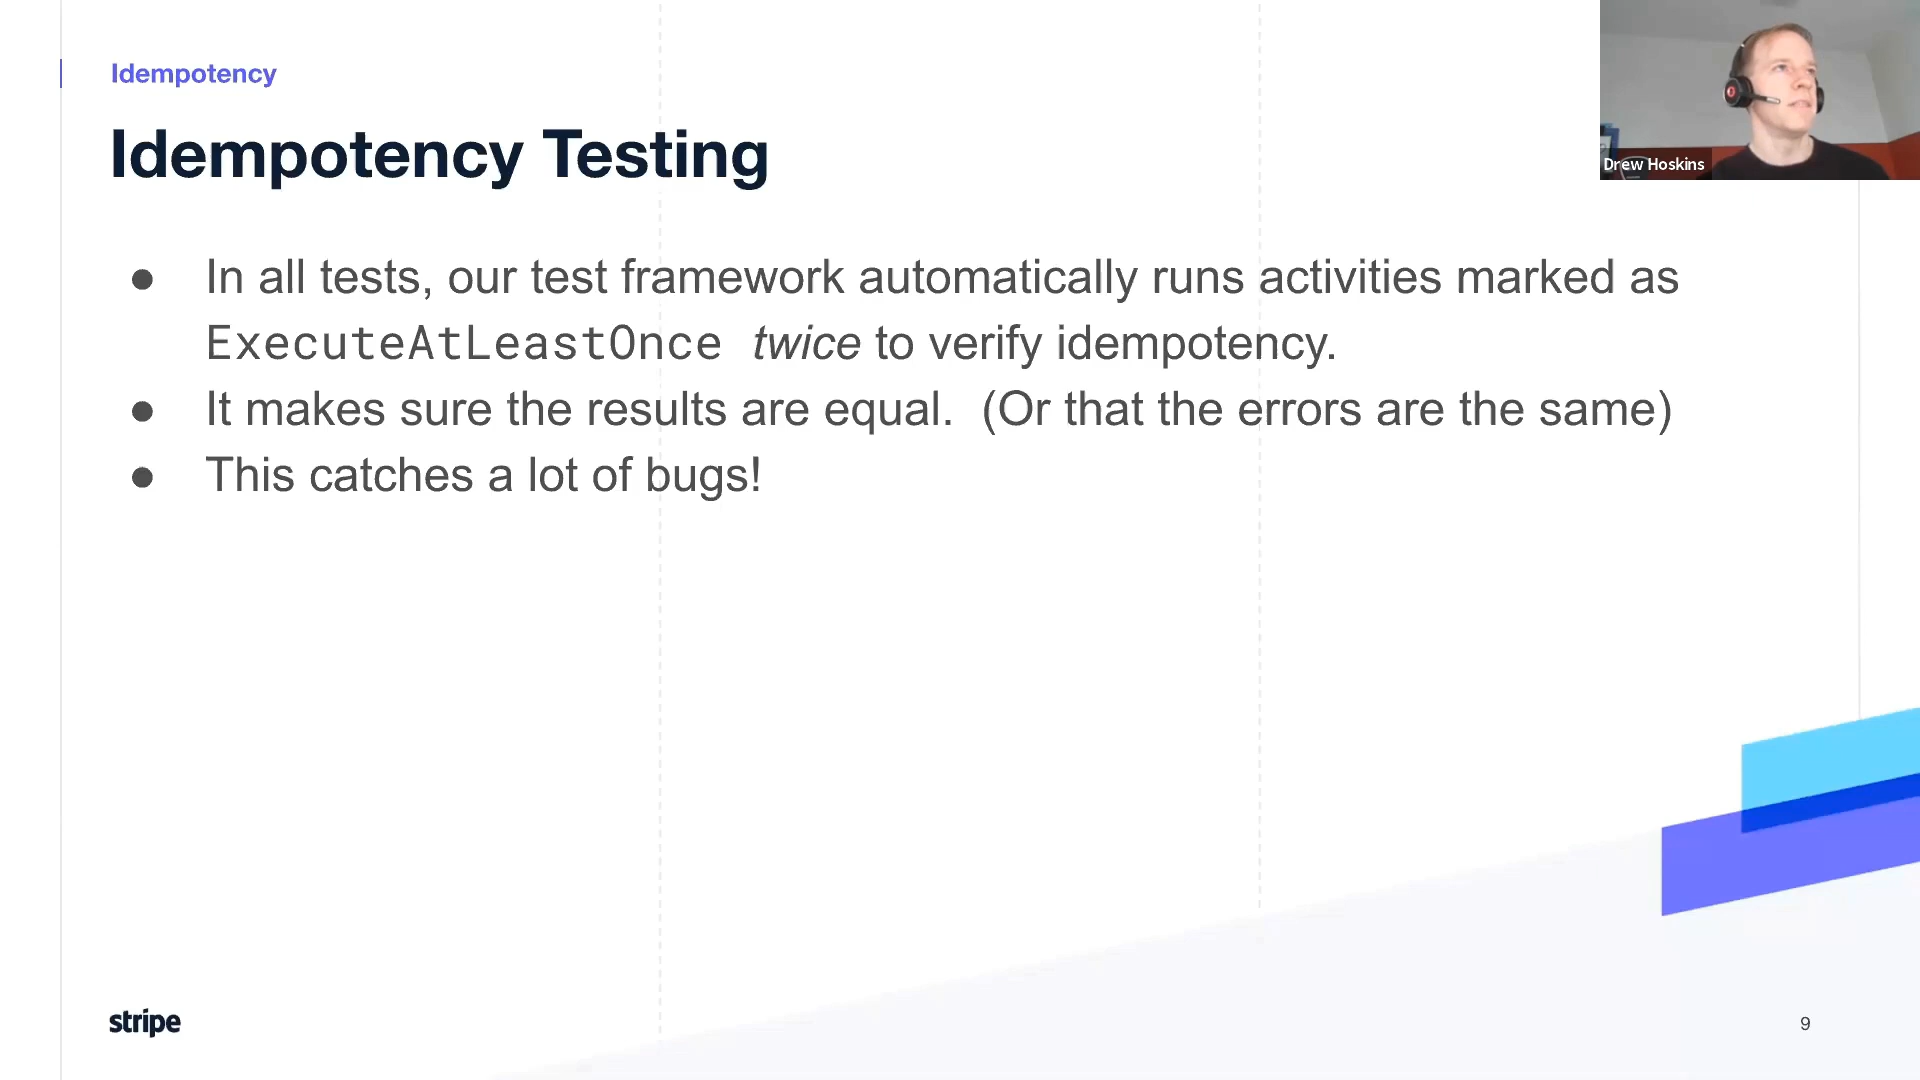 Idempotency
Idempotency Testing
● In all tests, our test framework automatically runs activities marked as
ExecuteAtLeastOnce twice to verify idempotency.
● It makes sure the results are equal. (Or that the errors are the same)
● This catches a lot of bugs!
Drew Hoskins
stripe
9